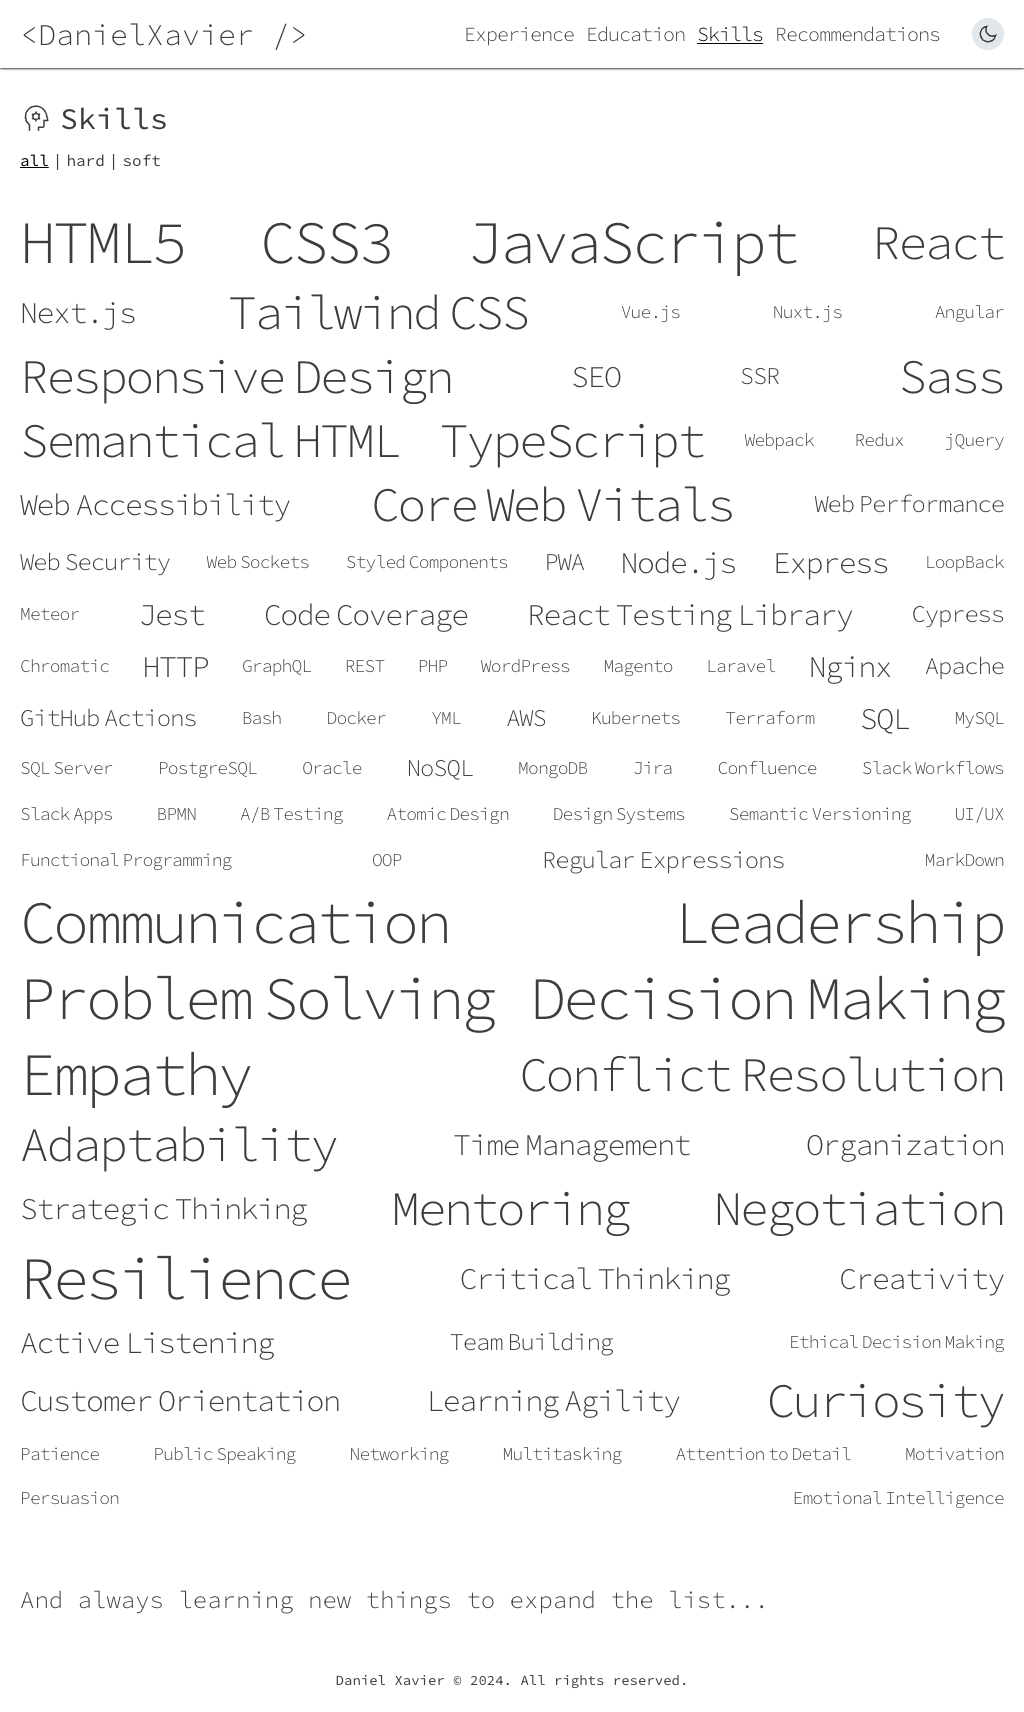 <DanielXavier /> Experience Education Skills Recommendations
Skills
all | hard | soft
HTML5 CSS3 JavaScript React
Next.js Tailwind CSS Vue.js Nuxt.js Angular
Responsive Design SEO SSR Sass
Semantical HTML TypeScript Webpack Redux jQuery
Web Accessibility Core Web Vitals Web Performance
Web Security Web Sockets Styled Components PWA Node.js Express LoopBack
Meteor Jest Code Coverage React Testing Library Cypress
Chromatic HTTP GraphQL REST PHP WordPress Magento Laravel Nginx Apache
GitHub Actions Bash Docker YML AWS Kubernets Terraform SQL MySQL
SQL Server PostgreSQL Oracle NoSQL MongoDB Jira Confluence Slack Workflows
Slack Apps BPMN A/B Testing Atomic Design Design Systems Semantic Versioning UI/UX
Functional Programming OOP Regular Expressions MarkDown
Communication Leadership
Problem Solving Decision Making
Empathy Conflict Resolution
Adaptability Time Management Organization
Strategic Thinking Mentoring Negotiation
Resilience Critical Thinking Creativity
Active Listening Team Building Ethical Decision Making
Customer Orientation Learning Agility Curiosity
Patience Public Speaking Networking Multitasking Attention to Detail Motivation
Persuasion Emotional Intelligence
And always learning new things to expand the list...
Daniel Xavier © 2024. All rights reserved.